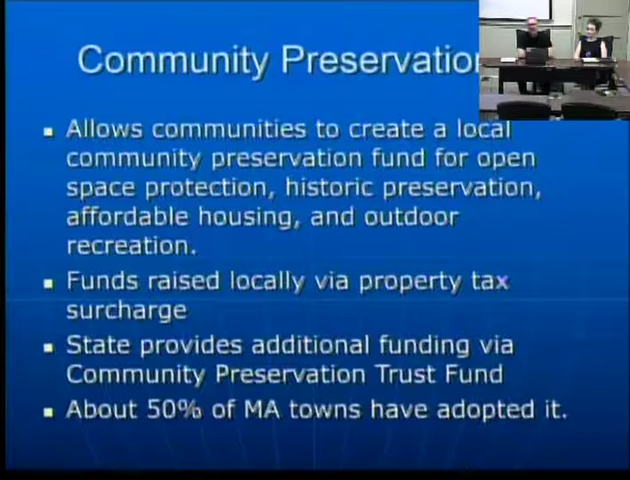 Community Preservation
Allows communities to create a local
community preservation fund for open
space protection, historic preservation,
affordable housing, and outdoor
recreation.
Funds raised locally via property tax
surcharge
State provides additional funding via
Community Preservation Trust Fund
About 50% of MA towns have adopted it.